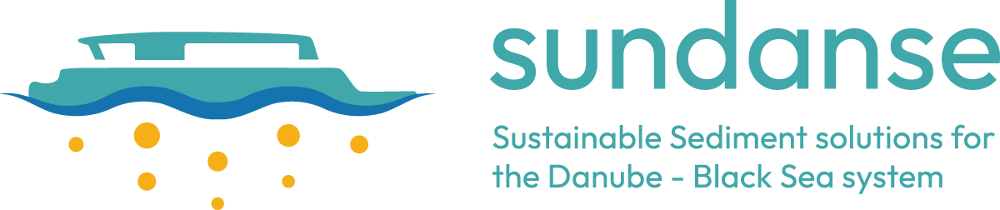 sundanse
Sustainable Sediment solutions for
the Danube - Black Sea system